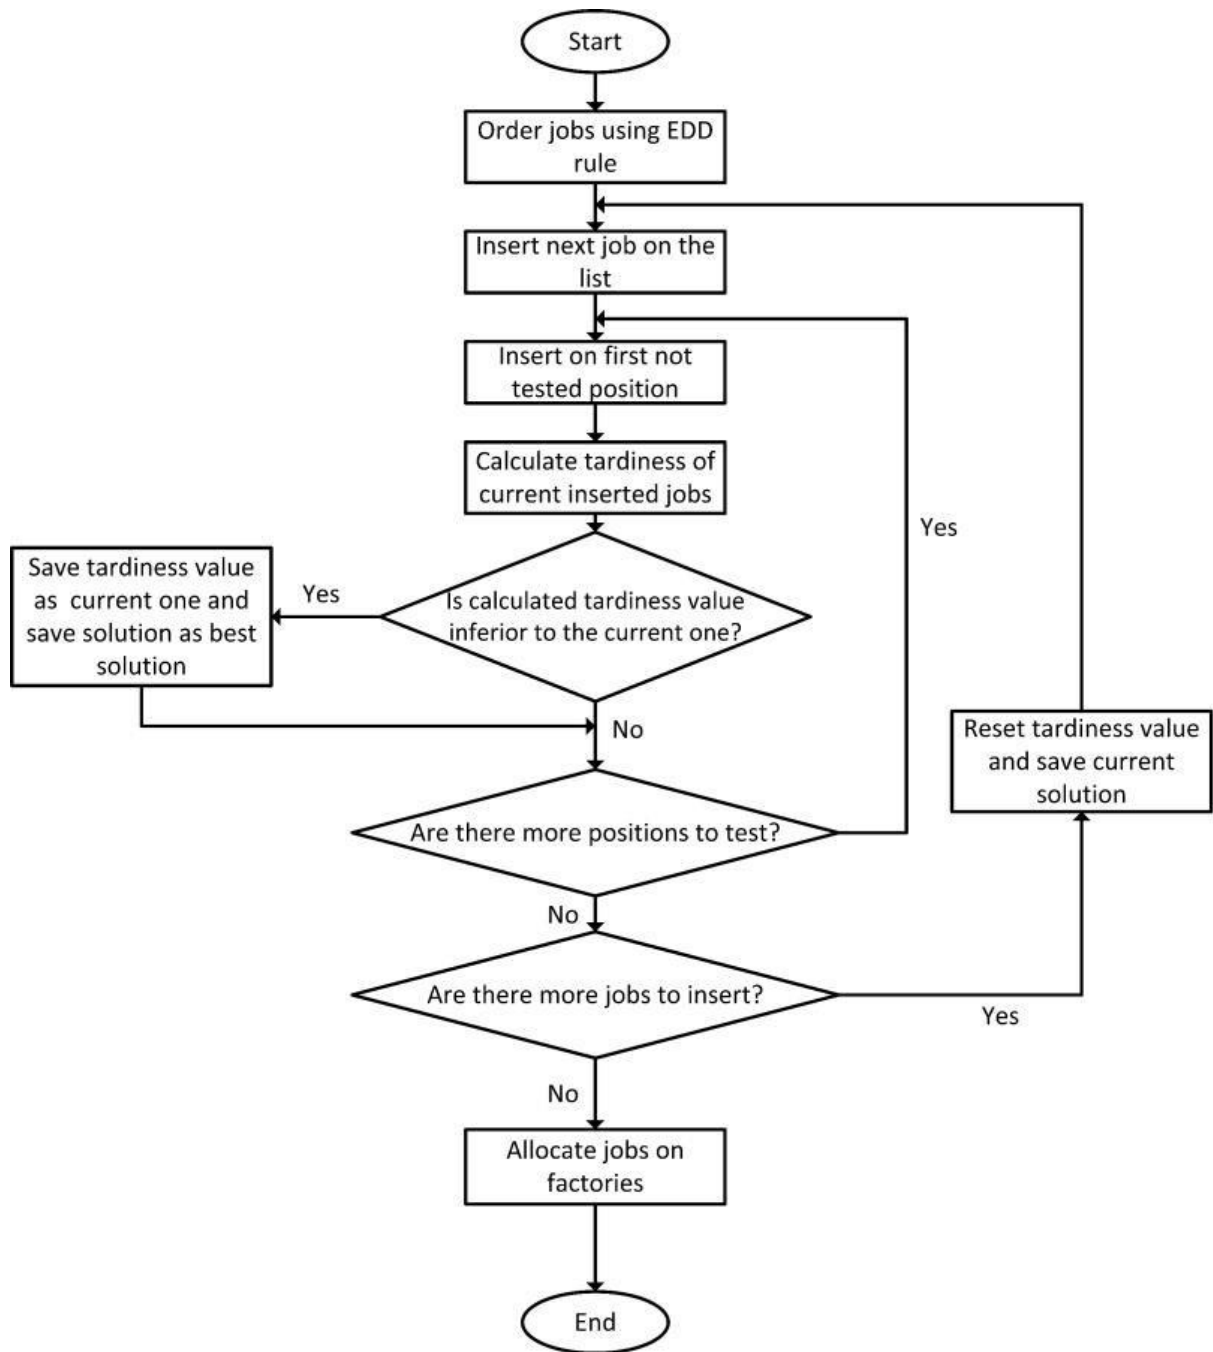 Start
Order jobs using EDD
rule
Insert next job on the
list
Insert on first not
tested position
Calculate tardiness of
current inserted jobs
Yes
Save tardiness value
as current one and
save solution as best
solution
Yes
Is calculated tardiness value
inferior to the current one?
No
Reset tardiness value
and save current
solution
Are there more positions to test?
No
Are there more jobs to insert?
Yes
No
Allocate jobs on
factories
End